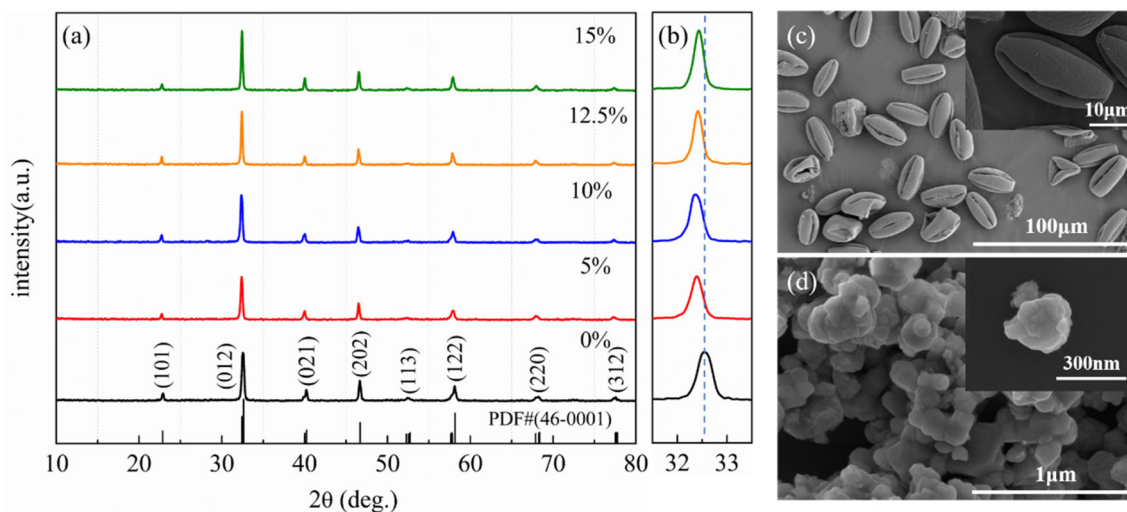 (a)
15%
12.5%
10%
5%
0%
(101)
(012)
(021)
(202)
(113)
(122)
(220)
(312)
PDF#(46-0001)
intensity(a.u.)
10 20 30 40 50 60 70 80
2θ (deg.)
(b)
32 33
(c)
10μm
100μm
(d)
300nm
1μm